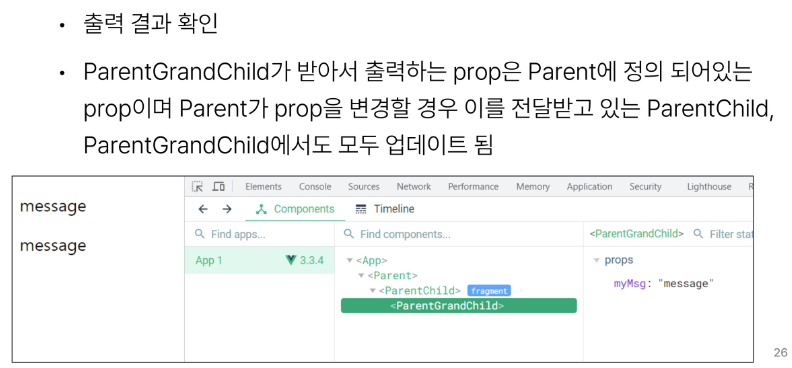 • 출력 결과 확인
• ParentGrandChild가 받아서 출력하는 prop은 Parent에 정의 되어있는
prop이며 Parent가 prop을 변경할 경우 이를 전달받고 있는 ParentChild,
ParentGrandChild에서도 모두 업데이트 됨
message
message
Elements Console Sources Network Performance Memory Application Security Lighthouse R
Components Timeline
Find apps... Find components... <ParentGrandChild> Filter stat
App 1 3.3.4
<App>
<Parent>
<ParentChild> fragment
<ParentGrandChild>
props
myMsg: "message"
26